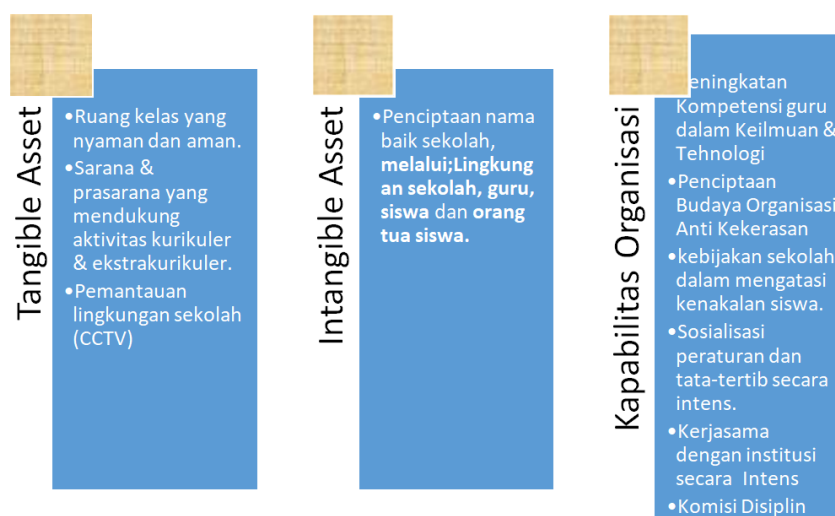 Tangible Asset
•Ruang kelas yang
nyaman dan aman.
•Sarana &
prasarana yang
mendukung
aktivitas kurikuler
& ekstrakurikuler.
•Pemantauan
lingkungan sekolah
(CCTV)
Intangible Asset
•Penciptaan nama
baik sekolah,
melalui;Lingkung
an sekolah, guru,
siswa dan orang
tua siswa.
Kapabilitas Organisasi
eningkatan
Kompetensi guru
dalam Keilmuan &
Tehnologi
•Penciptaan
Budaya Organisasi
Anti Kekerasan
•kebijakan sekolah
dalam mengatasi
kenakalan siswa.
•Sosialisasi
peraturan dan
tata-tertib secara
intens.
•Kerjasama
dengan institusi
secara Intens
•Komisi Disiplin